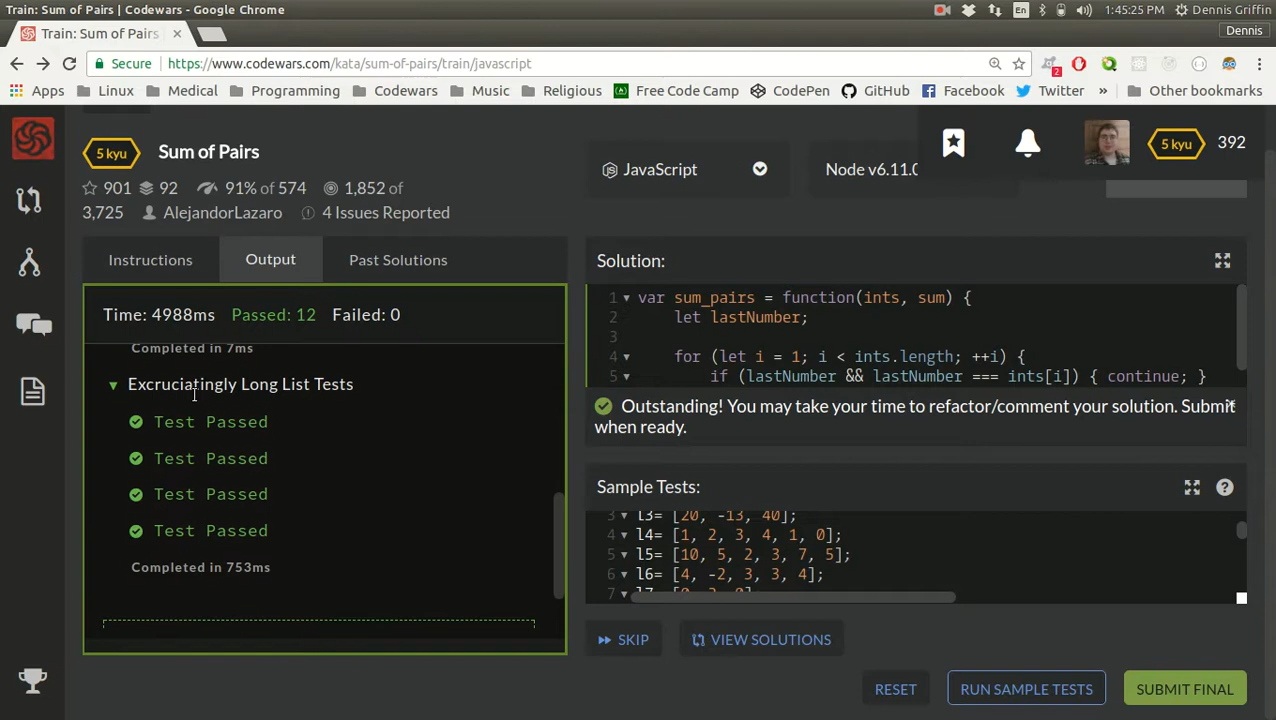 Train: Sum of Pairs | Codewars - Google Chrome
En
1:45:25 PM
Dennis Griffin
Train: Sum of Pairs
Dennis
Secure
https://www.codewars.com/kata/sum-of-pairs/train/javascript
2
Apps
Linux
Medical
Programming
Codewars
Music
Religious
Free Code Camp
CodePen
GitHub
Facebook
Twitter
»
Other bookmarks
5 kyu
Sum of Pairs
901 92 91% of 574 1,852 of
3,725 AlejandorLazaro 4 Issues Reported
JavaScript
Node v6.11.0
5 kyu
392
Instructions
Output
Past Solutions
Time: 4988ms Passed: 12 Failed: 0
Completed in 7ms
Excruciatingly Long List Tests
Test Passed
Test Passed
Test Passed
Test Passed
Completed in 753ms
Solution:
1 var sum_pairs = function(ints, sum) {
2 let lastNumber;
3
4 for (let i = 1; i < ints.length; ++i) {
5 if (lastNumber && lastNumber === ints[i]) { continue; }
Outstanding! You may take your time to refactor/comment your solution. Submit
when ready.
Sample Tests:
3 l3= [20, -13, 40];
4 l4= [1, 2, 3, 4, 1, 0];
5 l5= [10, 5, 2, 3, 7, 5];
6 l6= [4, -2, 3, 3, 4];
7 l7= [0, 2, 0];
SKIP
VIEW SOLUTIONS
RESET
RUN SAMPLE TESTS
SUBMIT FINAL